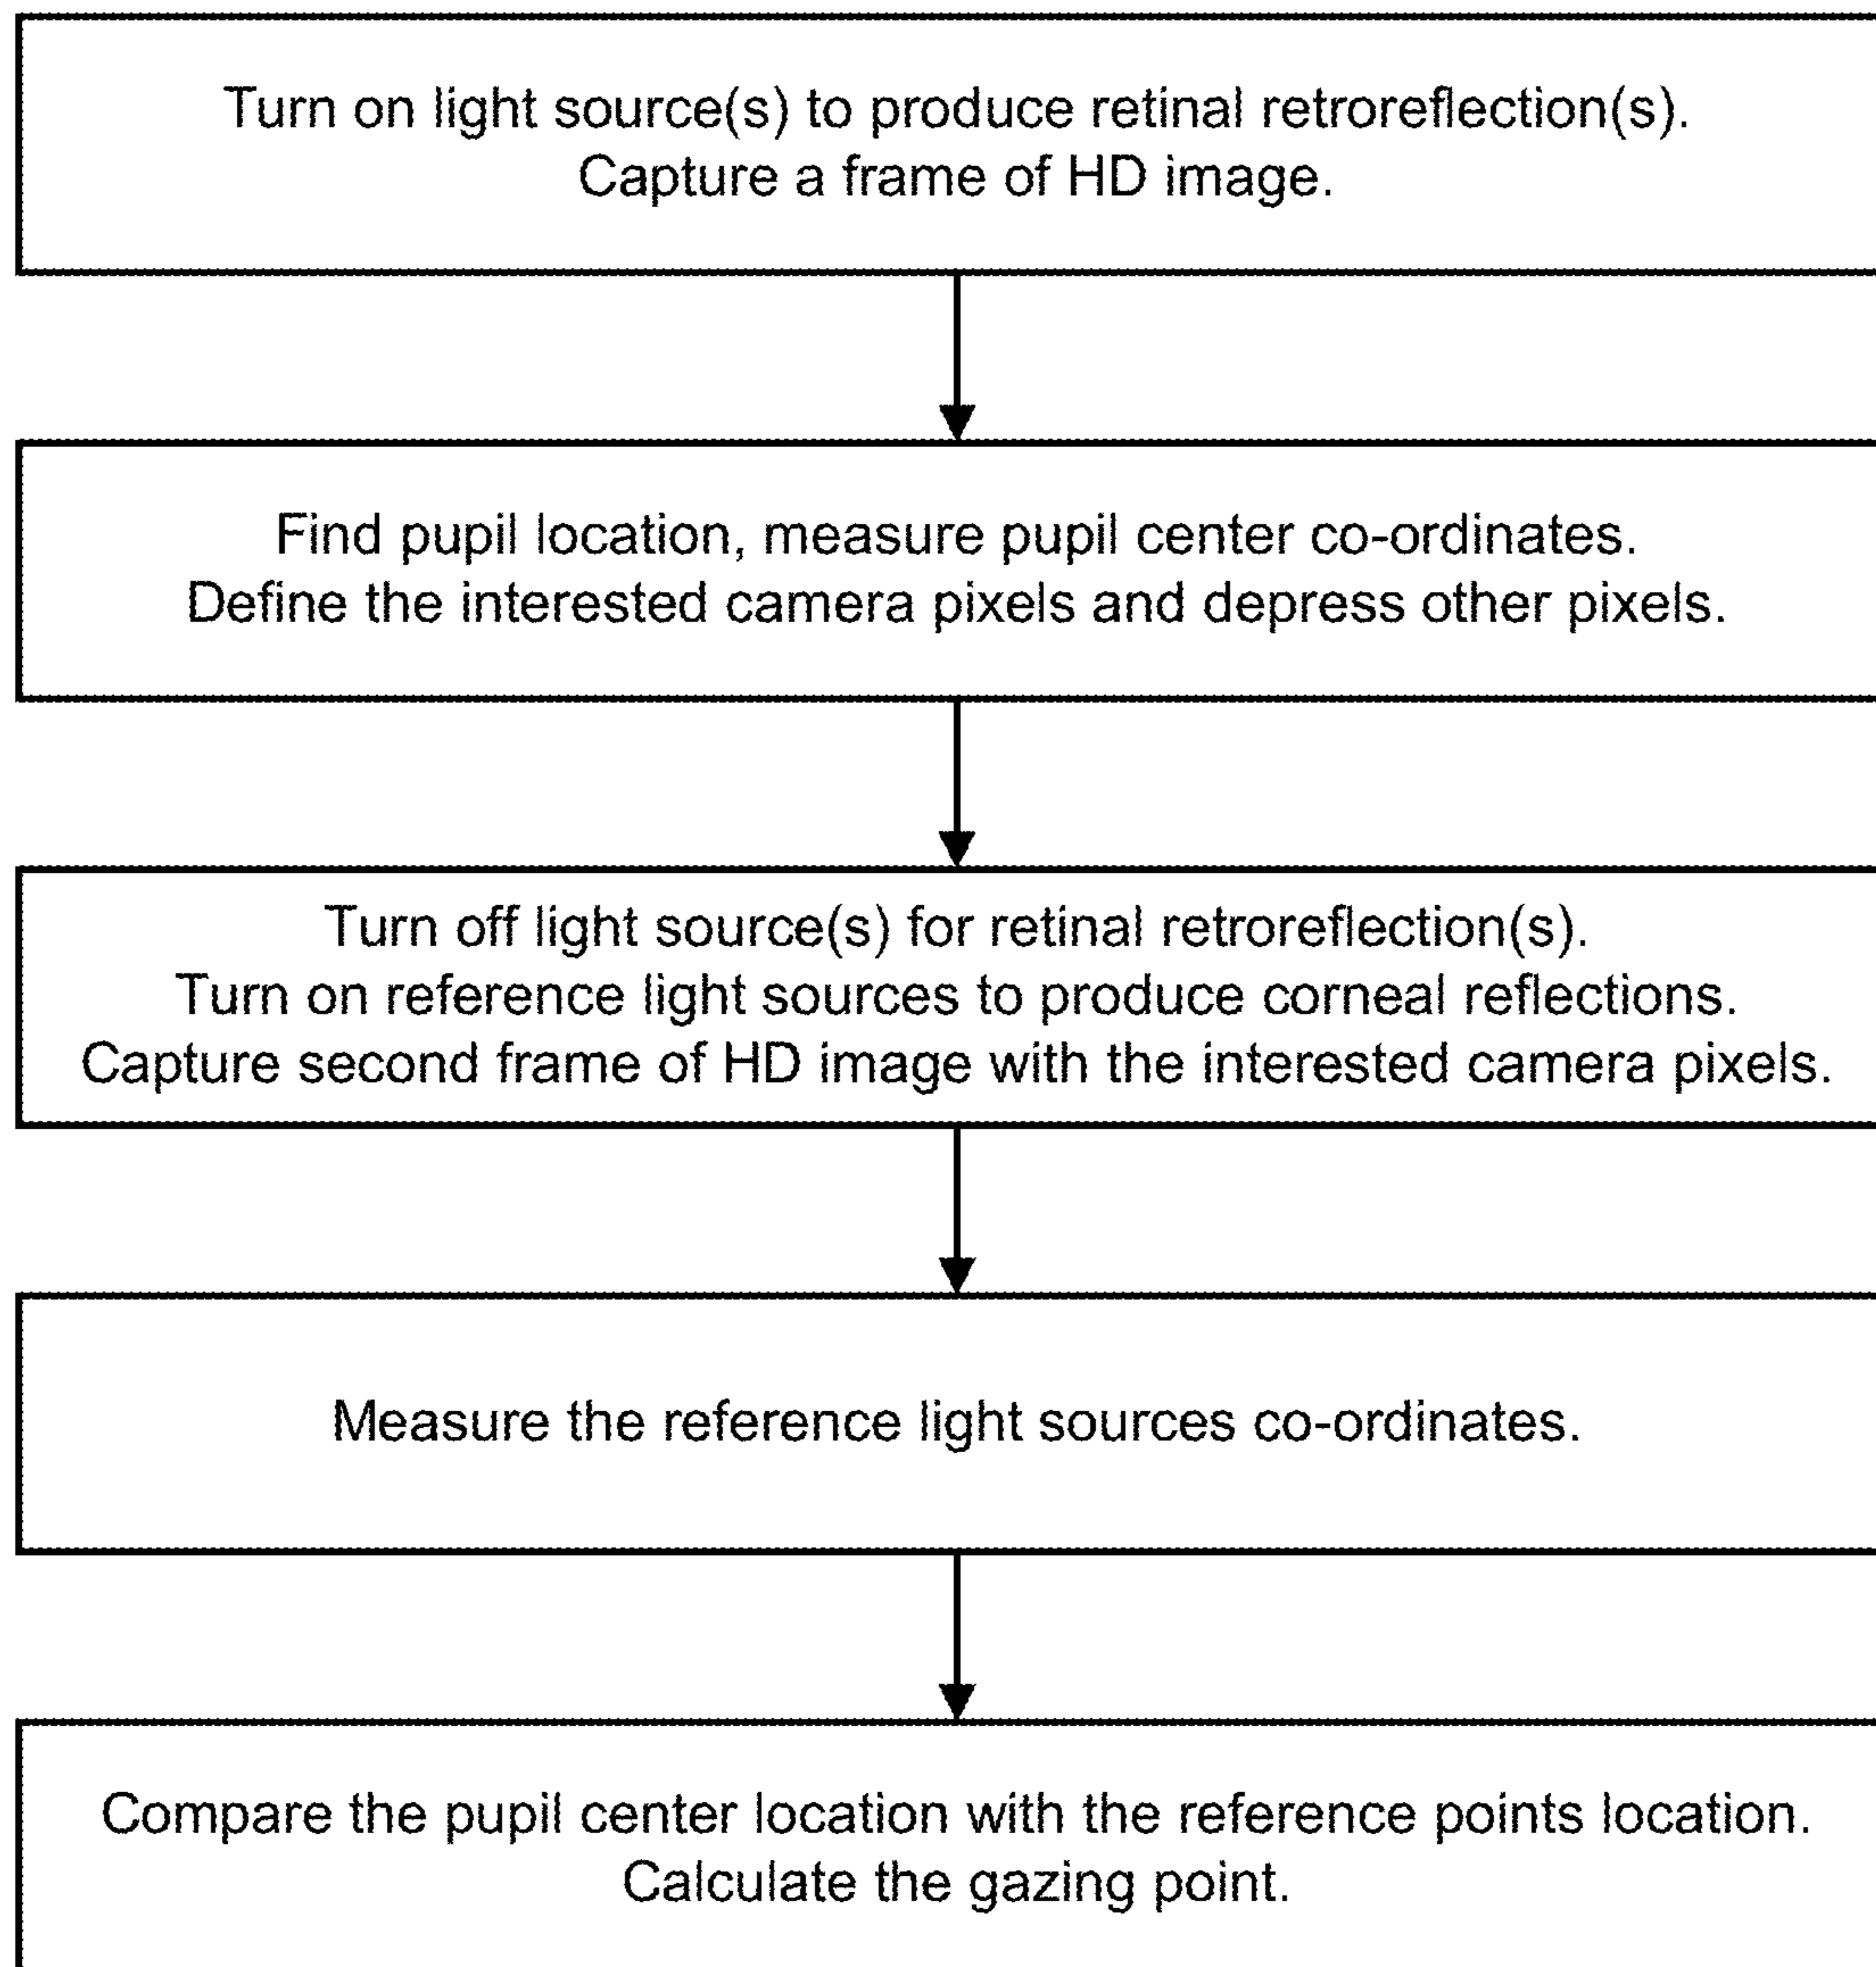 Turn on light source(s) to produce retinal retroreflection(s).
Capture a frame of HD image.
Find pupil location, measure pupil center co-ordinates.
Define the interested camera pixels and depress other pixels.
Turn off light source(s) for retinal retroreflection(s).
Turn on reference light sources to produce corneal reflections.
Capture second frame of HD image with the interested camera pixels.
Measure the reference light sources co-ordinates.
Compare the pupil center location with the reference points location.
Calculate the gazing point.